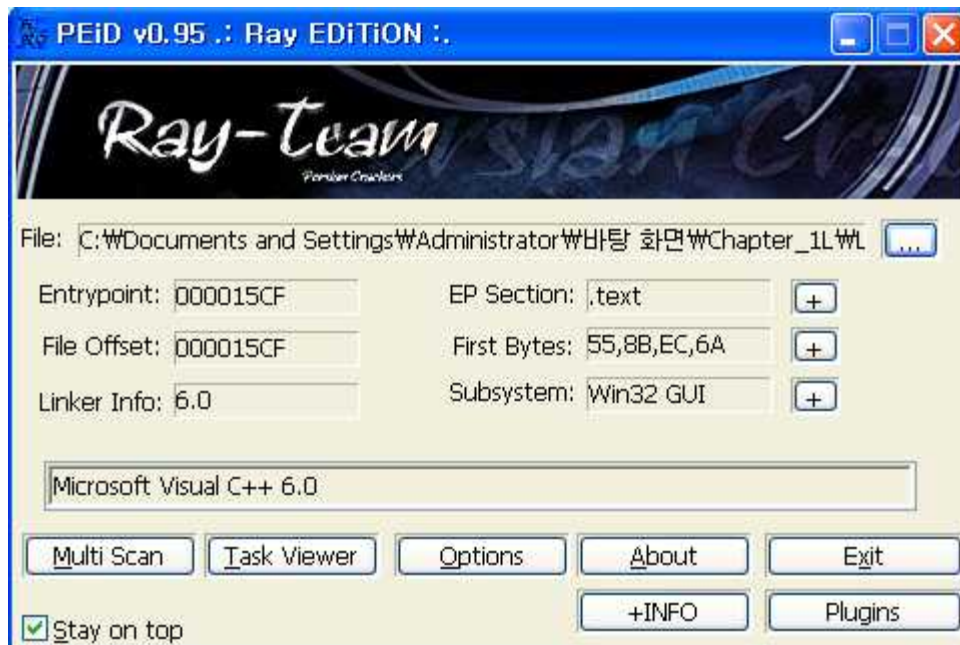 PEiD v0.95 .: Ray EDiTiON :.
Ray-Team
Persian Crackers
File: C:₩Documents and Settings₩Administrator₩바탕 화면₩Chapter_1L₩L ...
Entrypoint: 000015CF EP Section: .text +
File Offset: 000015CF First Bytes: 55,8B,EC,6A +
Linker Info: 6.0 Subsystem: Win32 GUI +
Microsoft Visual C++ 6.0
Multi Scan Task Viewer Options About Exit
+INFO Plugins
Stay on top